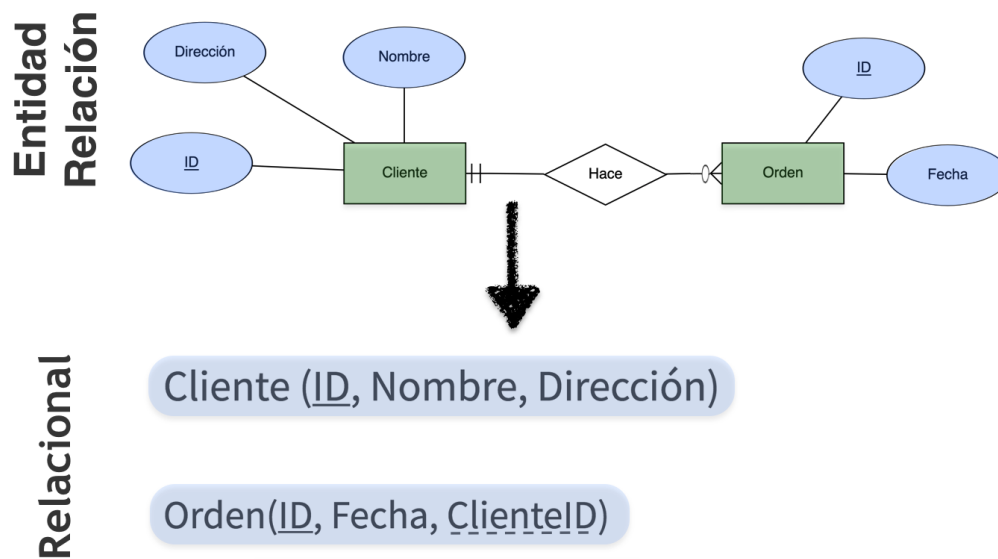 Entidad
Relación
Dirección
Nombre
ID
ID
Cliente
Hace
Orden
Fecha
Relacional
Cliente (ID, Nombre, Dirección)
Orden(ID, Fecha, ClienteID)